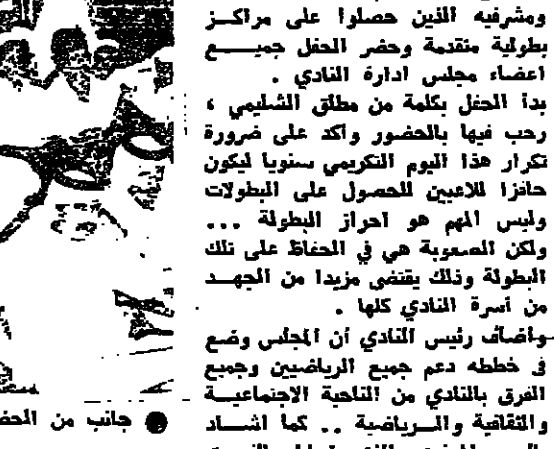 ومشرفيه الذين حصلوا على مراكز
بطولية متقدمة وحضر الحفل جميع
اعضاء مجلس ادارة النادي .
بدأ الحفل بكلمة من مطلق الشليمي ،
رحب فيها بالحضور واكد على ضرورة
تكرار هذا اليوم التكريمي سنويا ليكون
حافزا للاعبين للحصول على البطولات
وليس المهم هو احراز البطولة ...
ولكن الصعوبة هي في الحفاظ على تلك
البطولة وذلك يقتضى مزيدا من الجهد
من أسرة النادي كلها .
وأضاف رئيس النادي أن المجلس وضع
في خططه دعم جميع الرياضيين وجميع
الفرق بالنادي من الناحية الاجتماعية
والثقافية والرياضية .. كما اشاد
جانب من الحض